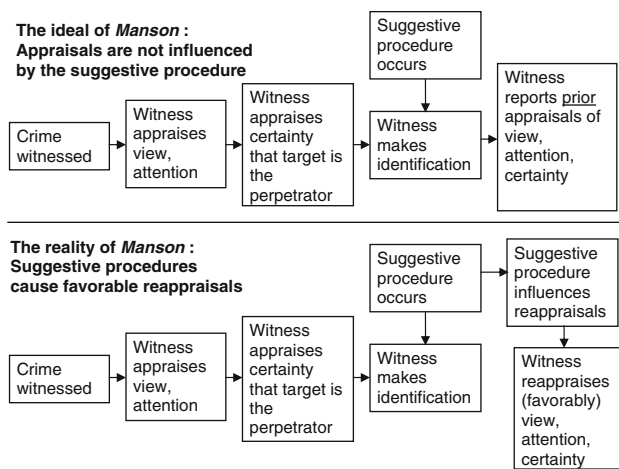 The ideal of Manson :
Appraisals are not influenced
by the suggestive procedure
Suggestive
procedure
occurs
Crime
witnessed
Witness
appraises
view,
attention
Witness
appraises
certainty
that target is
the
perpetrator
Witness
makes
identification
Witness
reports prior
appraisals of
view,
attention,
certainty
The reality of Manson :
Suggestive procedures
cause favorable reappraisals
Suggestive
procedure
occurs
Suggestive
procedure
influences
reappraisals
Crime
witnessed
Witness
appraises
view,
attention
Witness
appraises
certainty
that target is
the
perpetrator
Witness
makes
identification
Witness
reappraises
(favorably)
view,
attention,
certainty